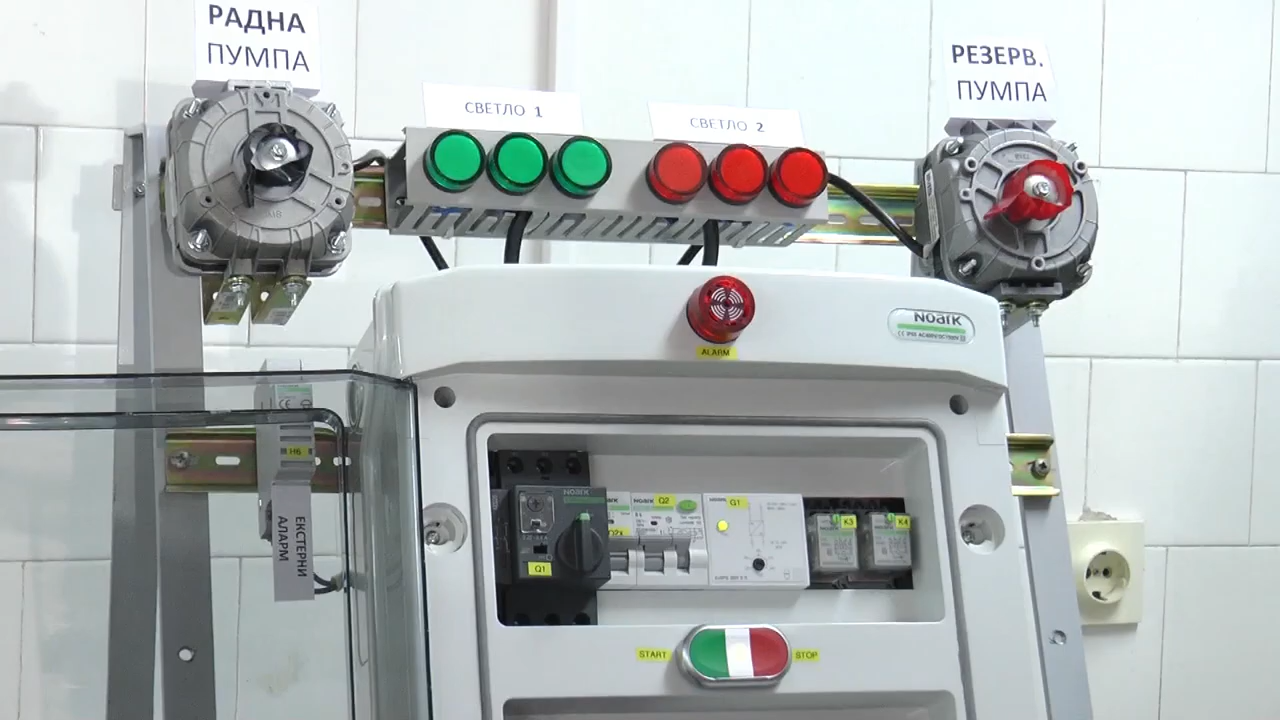 РАДНА
ПУМПА
СВЕТЛО 1
СВЕТЛО 2
РЕЗЕРВ.
ПУМПА
NOARK
ALARM
H6
ЕКСТЕРНИ
АЛАРМ
NOARK
Q1
Q2
G1
K3
K4
START
STOP